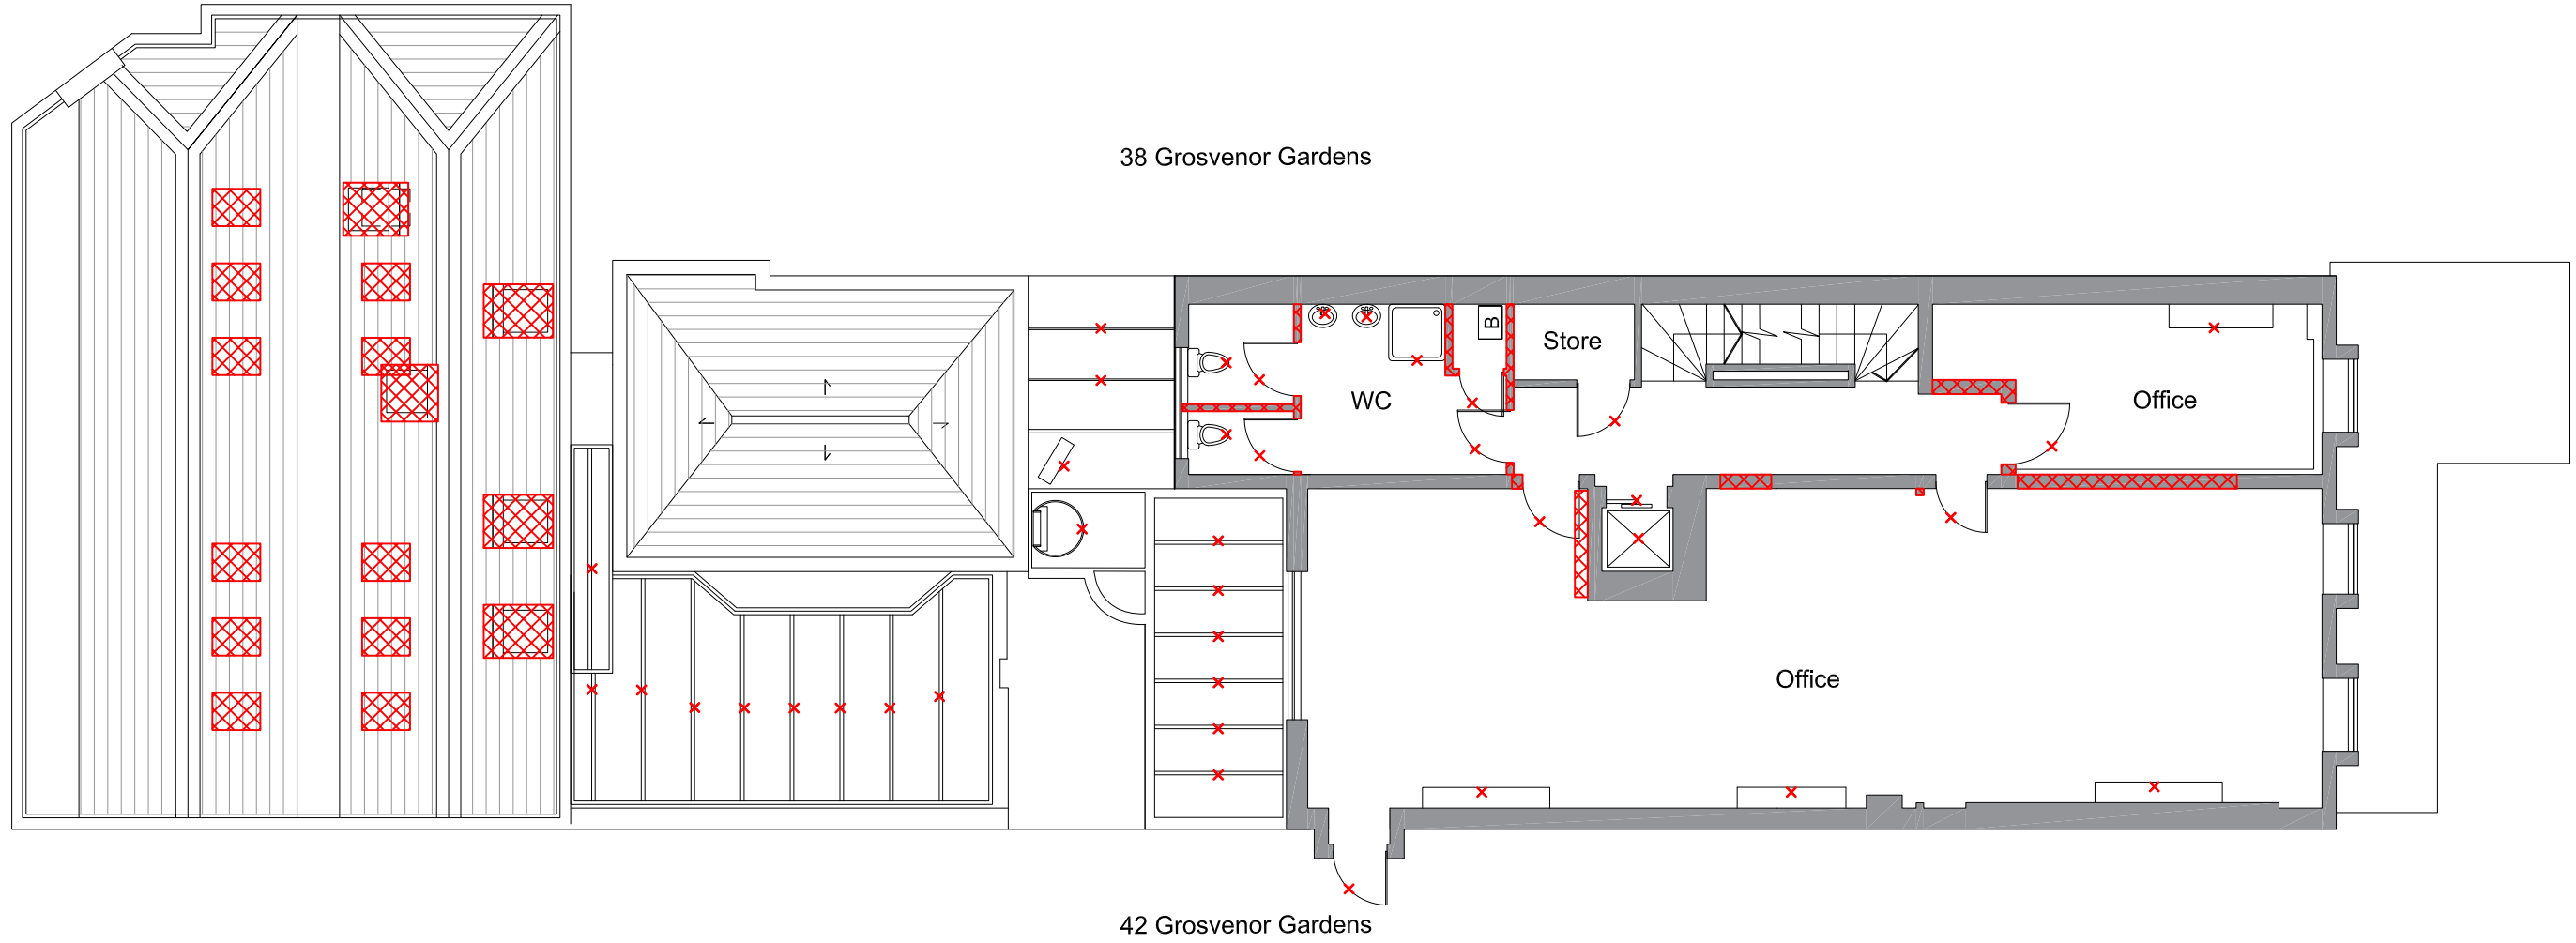 38 Grosvenor Gardens
B
Store
WC
Office
Office
42 Grosvenor Gardens